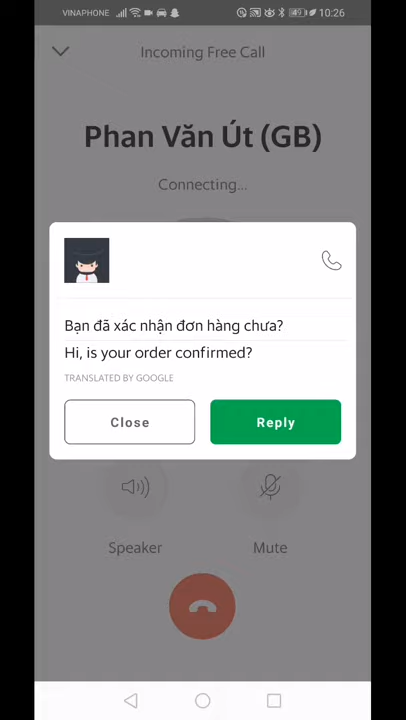 VINAPHONE
49
10:26
Incoming Free Call
Phan Văn Út (GB)
Connecting...
Bạn đã xác nhận đơn hàng chưa?
Hi, is your order confirmed?
TRANSLATED BY GOOGLE
Close
Reply
Speaker
Mute